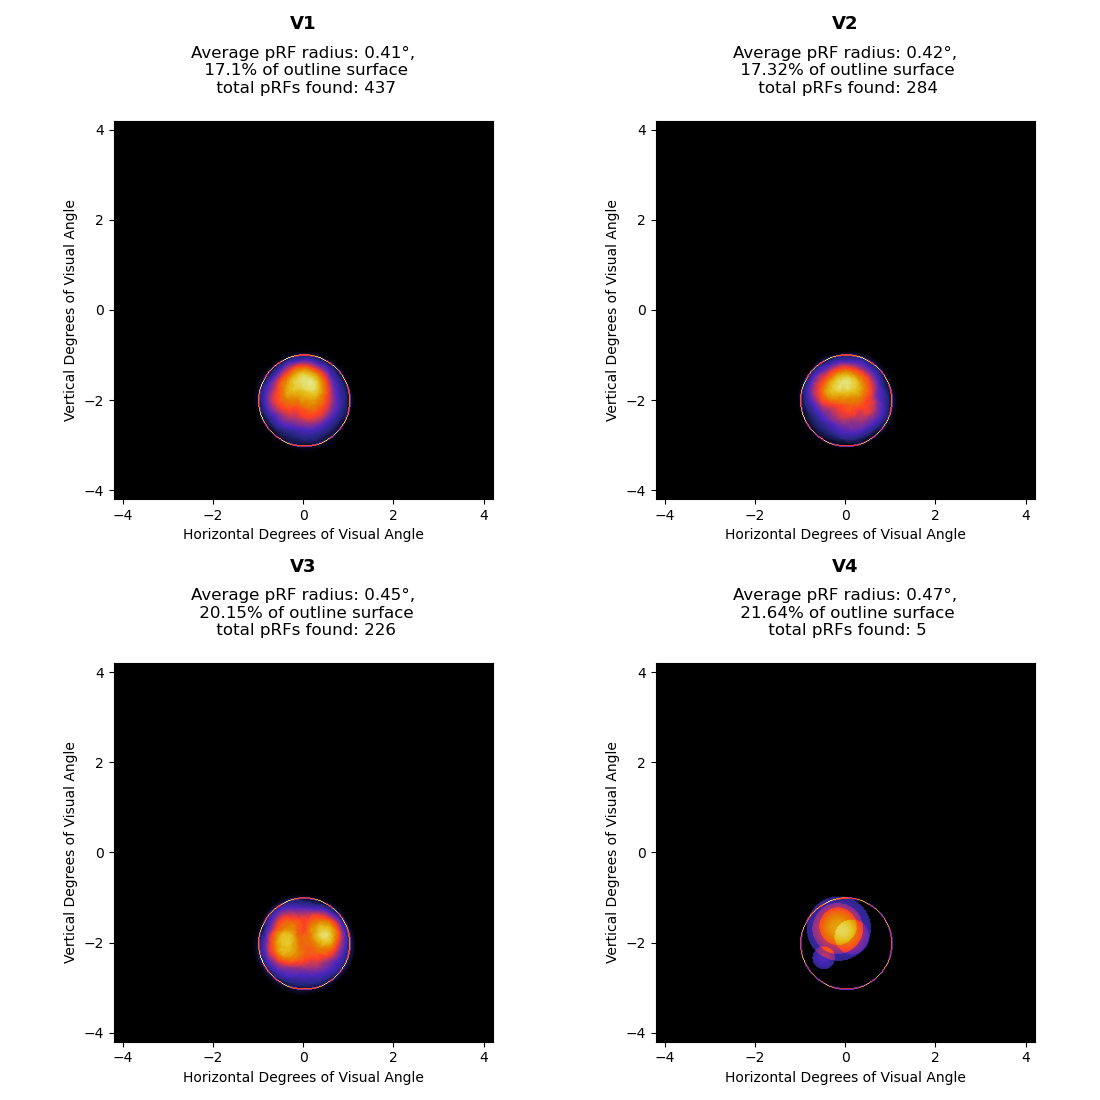 V1
Average pRF radius: 0.41°,
17.1% of outline surface
total pRFs found: 437
4
2
0
−2
−4
Vertical Degrees of Visual Angle
−4 −2 0 2 4
Horizontal Degrees of Visual Angle
V2
Average pRF radius: 0.42°,
17.32% of outline surface
total pRFs found: 284
4
2
0
−2
−4
Vertical Degrees of Visual Angle
−4 −2 0 2 4
Horizontal Degrees of Visual Angle
V3
Average pRF radius: 0.45°,
20.15% of outline surface
total pRFs found: 226
4
2
0
−2
−4
Vertical Degrees of Visual Angle
−4 −2 0 2 4
Horizontal Degrees of Visual Angle
V4
Average pRF radius: 0.47°,
21.64% of outline surface
total pRFs found: 5
4
2
0
−2
−4
Vertical Degrees of Visual Angle
−4 −2 0 2 4
Horizontal Degrees of Visual Angle